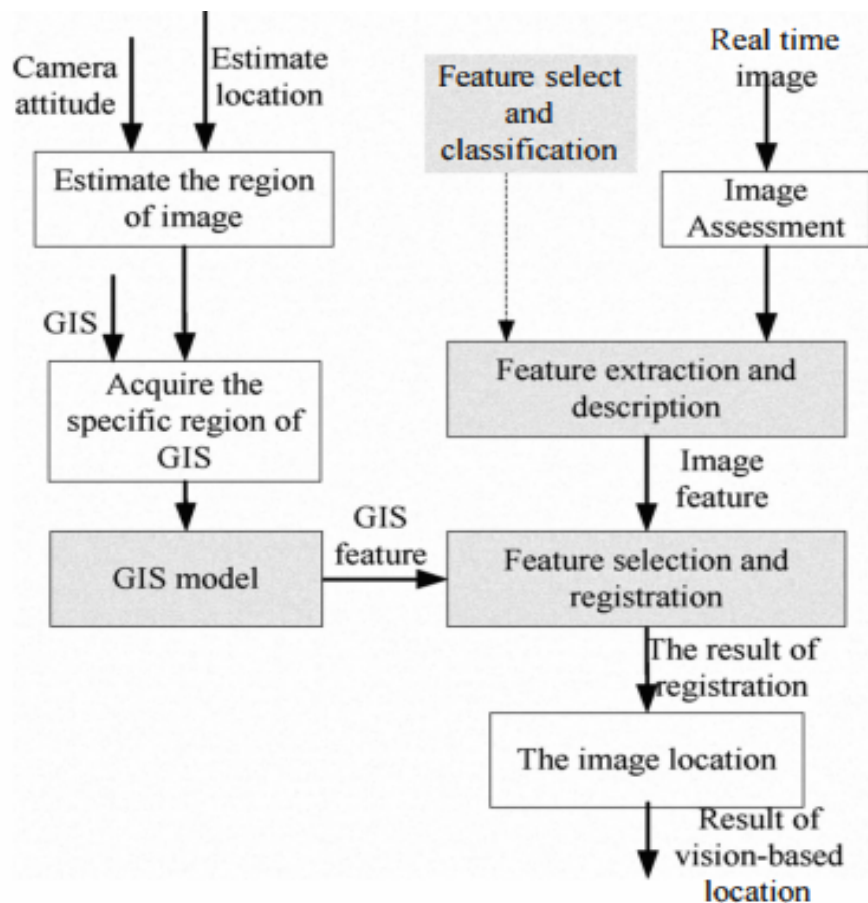 Camera
attitude
Estimate
location
Estimate the region
of image
GIS
Acquire the
specific region of
GIS
GIS model
GIS
feature
Feature select
and
classification
Real time
image
Image
Assessment
Feature extraction and
description
Image
feature
Feature selection and
registration
The result of
registration
The image location
Result of
vision-based
location